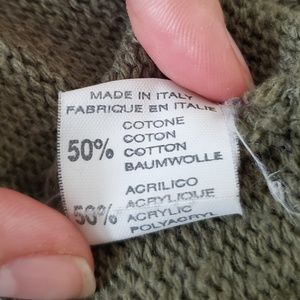 MADE IN ITALY
FABRIQUE EN ITALIE
COTONE
COTON
50% COTTON
BAUMWOLLE
ACRILICO
ACRYLIQUE
50% ACRYLIC
POLYACRYL